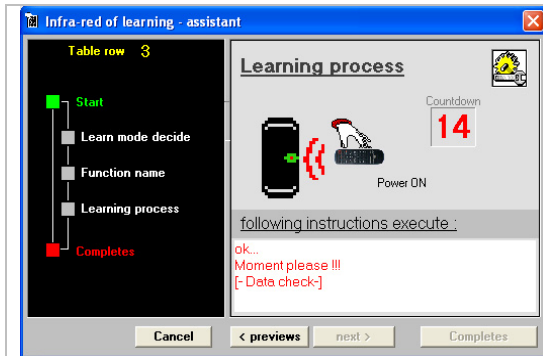 Infra-red of learning - assistant
Table row 3
Start
Learn mode decide
Function name
Learning process
Completes
Learning process
Countdown
14
Power ON
following instructions execute :
ok...
Moment please !!!
[- Data check-]
Cancel
< previews
next >
Completes